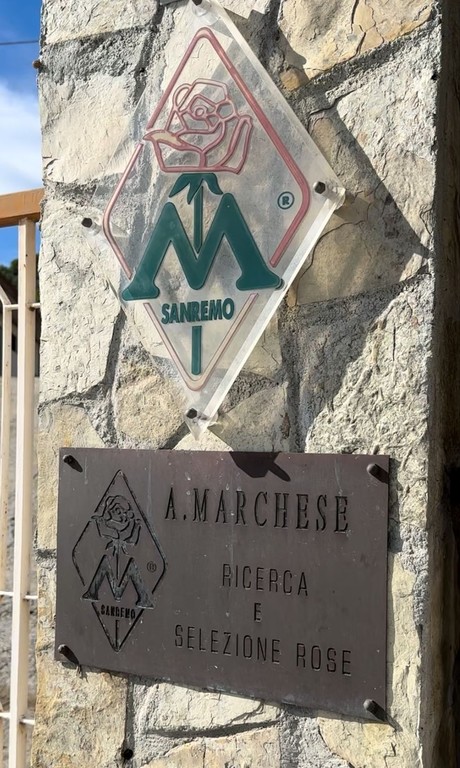 M
®
SANREMO
A. MARCHESE
M
®
SANREMO
RICERCA
E
SELEZIONE ROSE